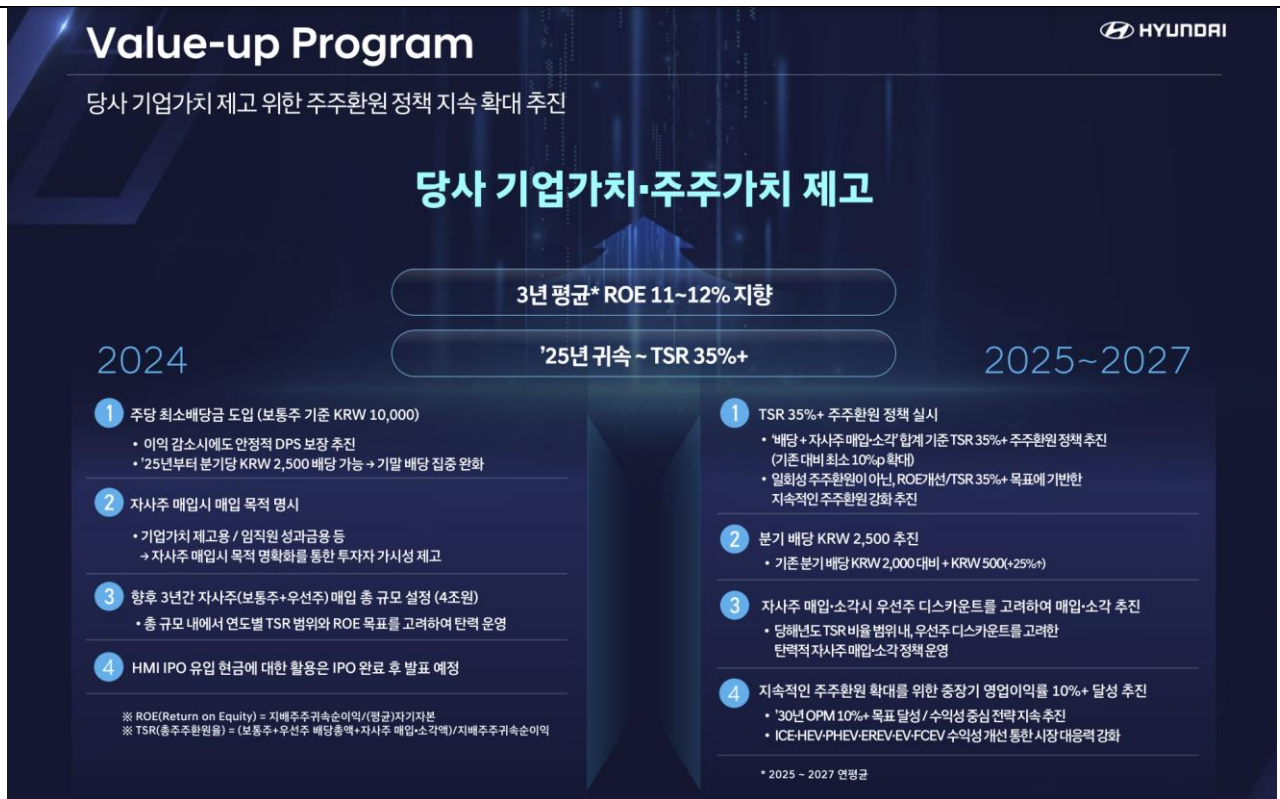 Value-up Program
HYUNDAI
당사 기업가치 제고 위한 주주환원 정책 지속 확대 추진
당사 기업가치·주주가치 제고
3년 평균* ROE 11~12% 지향
’25년 귀속 ~ TSR 35%+
2024
1 주당 최소배당금 도입 (보통주 기준 KRW 10,000)
• 이익 감소시에도 안정적 DPS 보장 추진
• ’25년부터 분기당 KRW 2,500 배당 가능 → 기말 배당 집중 완화
2 자사주 매입시 매입 목적 명시
• 기업가치 제고용 / 임직원 성과금용 등
→ 자사주 매입시 목적 명확화를 통한 투자자 가시성 제고
3 향후 3년간 자사주(보통주+우선주) 매입 총 규모 설정 (4조원)
• 총 규모 내에서 연도별 TSR 범위와 ROE 목표를 고려하여 탄력 운영
4 HMI IPO 유입 현금에 대한 활용은 IPO 완료 후 발표 예정
※ ROE(Return on Equity) = 지배주주귀속순이익/(평균)자기자본
※ TSR(총주주환원율) = (보통주+우선주 배당총액+자사주 매입·소각액)/지배주주귀속순이익
2025~2027
1 TSR 35%+ 주주환원 정책 실시
• ‘배당 + 자사주 매입·소각’ 합계 기준 TSR 35%+ 주주환원 정책 추진
(기존 대비 최소 10%p 확대)
• 일회성 주주환원이 아닌, ROE개선/TSR 35%+ 목표에 기반한
지속적인 주주환원 강화 추진
2 분기 배당 KRW 2,500 추진
• 기존 분기 배당 KRW 2,000 대비 + KRW 500(+25%↑)
3 자사주 매입·소각시 우선주 디스카운트를 고려하여 매입·소각 추진
• 당해년도 TSR 비율 범위 내, 우선주 디스카운트를 고려한
탄력적 자사주 매입·소각 정책 운영
4 지속적인 주주환원 확대를 위한 중장기 영업이익률 10%+ 달성 추진
• ’30년 OPM 10%+ 목표 달성 / 수익성 중심 전략 지속 추진
• ICE·HEV·PHEV·EREV·EV·FCEV 수익성 개선 통한 시장 대응력 강화
* 2025 ~ 2027 연평균